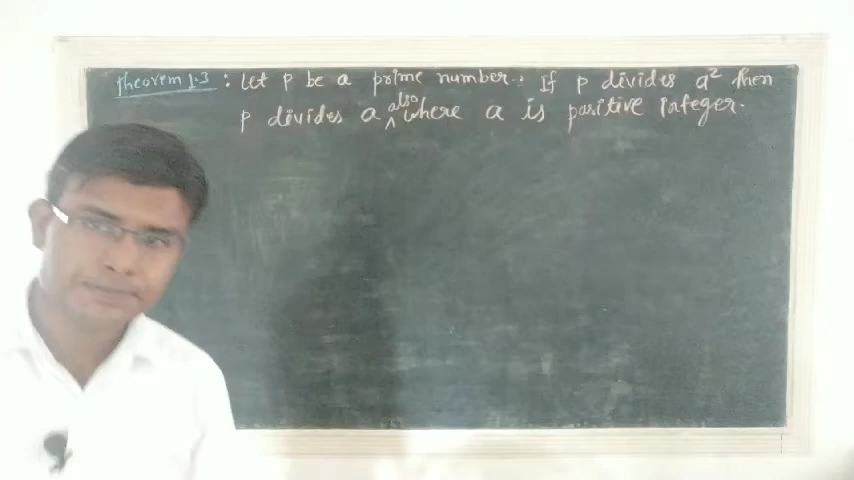 Theorem 1.3 : Let p be a prime number. If p divides a² then
p divides a also where a is positive integer.